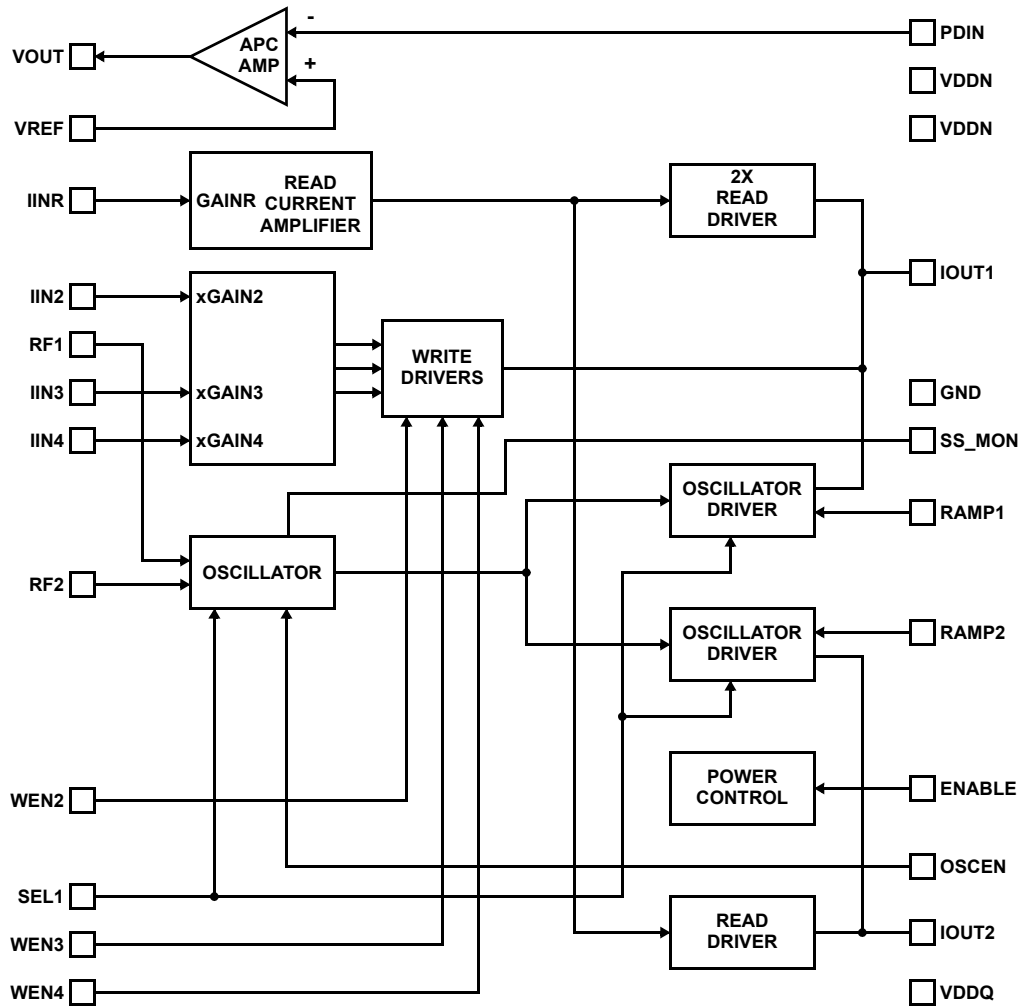 -
PDIN
VOUT
APC
AMP
+
VDDN
VREF
VDDN
IINR
GAINR
READ
CURRENT
AMPLIFIER
2X
READ
DRIVER
IOUT1
IIN2
xGAIN2
RF1
WRITE
DRIVERS
IIN3
xGAIN3
GND
IIN4
xGAIN4
SS_MON
OSCILLATOR
DRIVER
RAMP1
RF2
OSCILLATOR
OSCILLATOR
DRIVER
RAMP2
WEN2
POWER
CONTROL
ENABLE
OSCEN
SEL1
READ
DRIVER
IOUT2
WEN3
WEN4
VDDQ